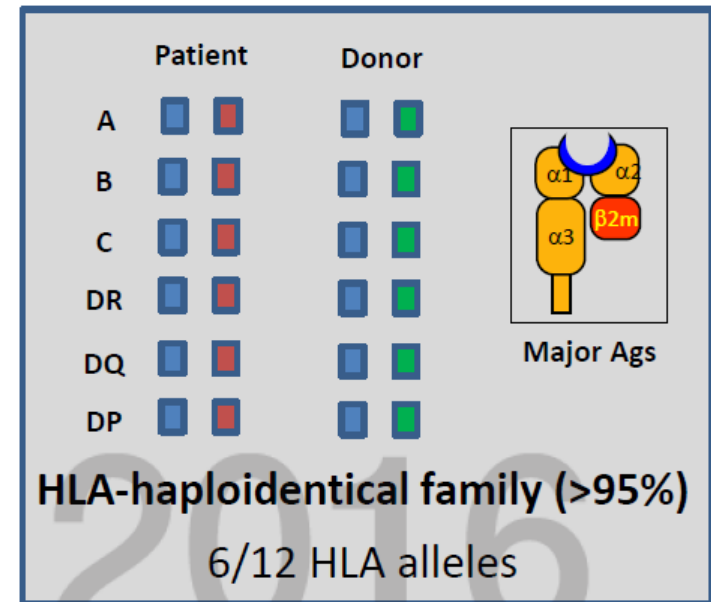 Patient Donor
A
B
C
DR
DQ
DP
α1 α2
β2m
α3
Major Ags
2016
HLA-haploidentical family (>95%)
6/12 HLA alleles